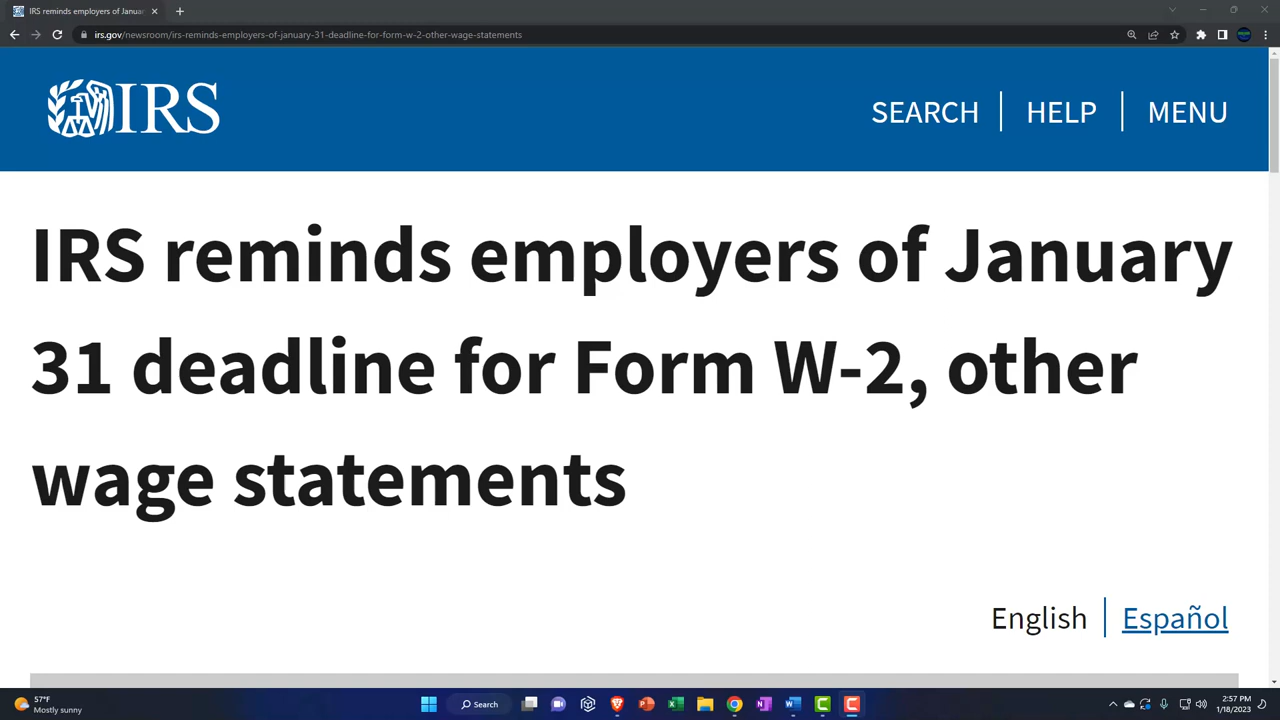 IRS reminds employers of Janua
irs.gov/newsroom/irs-reminds-employers-of-january-31-deadline-for-form-w-2-other-wage-statements
IRS
SEARCH
HELP
MENU
IRS reminds employers of January
31 deadline for Form W-2, other
wage statements
English
Español
57°F
Mostly sunny
Search
2:57 PM
1/18/2023